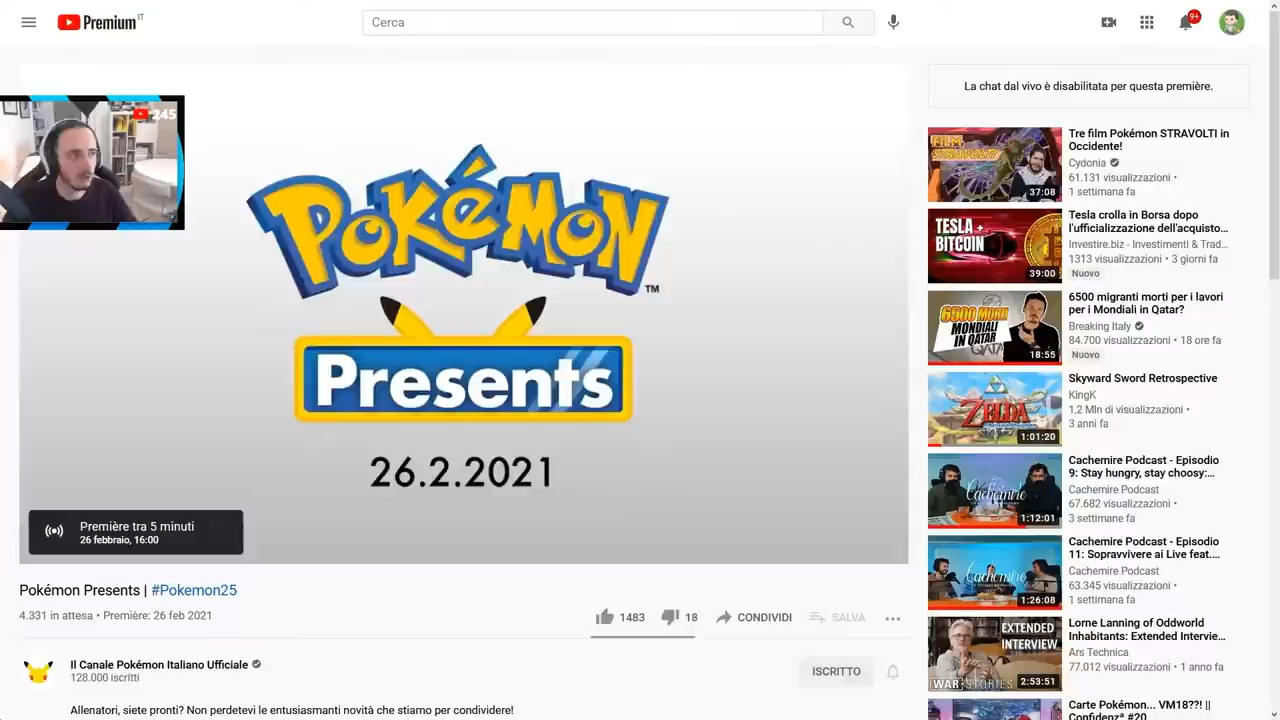 Premium IT
Cerca
9+
245
POKéMON
TM
Presents
26.2.2021
Première tra 5 minuti
26 febbraio, 16:00
Pokémon Presents | #Pokemon25
4.331 in attesa • Première: 26 feb 2021
1483
18
CONDIVIDI
SALVA
Il Canale Pokémon Italiano Ufficiale
128.000 iscritti
ISCRITTO
Allenatori, siete pronti? Non perdetevi le entusiasmanti novità che stiamo per condividere!
La chat dal vivo è disabilitata per questa première.
FILM
STRAVOLTI
37:08
Tre film Pokémon STRAVOLTI in
Occidente!
Cydonia
61.131 visualizzazioni •
1 settimana fa
TESLA +
BITCOIN
39:00
Tesla crolla in Borsa dopo
l'ufficializzazione dell'acquisto...
Investire.biz - Investimenti & Trad...
1313 visualizzazioni • 3 giorni fa
Nuovo
6500 MORTI
MONDIALI
IN QATAR
18:55
6500 migranti morti per i lavori
per i Mondiali in Qatar?
Breaking Italy
84.700 visualizzazioni • 18 ore fa
Nuovo
ZELDA
1:01:20
Skyward Sword Retrospective
KingK
1,2 Mln di visualizzazioni •
3 anni fa
Cachemire
1:12:01
Cachemire Podcast - Episodio
9: Stay hungry, stay choosy:...
Cachemire Podcast
67.682 visualizzazioni •
3 settimane fa
Cachemire
1:26:08
Cachemire Podcast - Episodio
11: Sopravvivere ai Live feat....
Cachemire Podcast
63.345 visualizzazioni •
1 settimana fa
EXTENDED
INTERVIEW
WAR STORIES
2:53:51
Lorne Lanning of Oddworld
Inhabitants: Extended Intervie...
Ars Technica
77.012 visualizzazioni • 1 anno fa
Carte Pokémon... VM18??! ||
Confidenzª #20